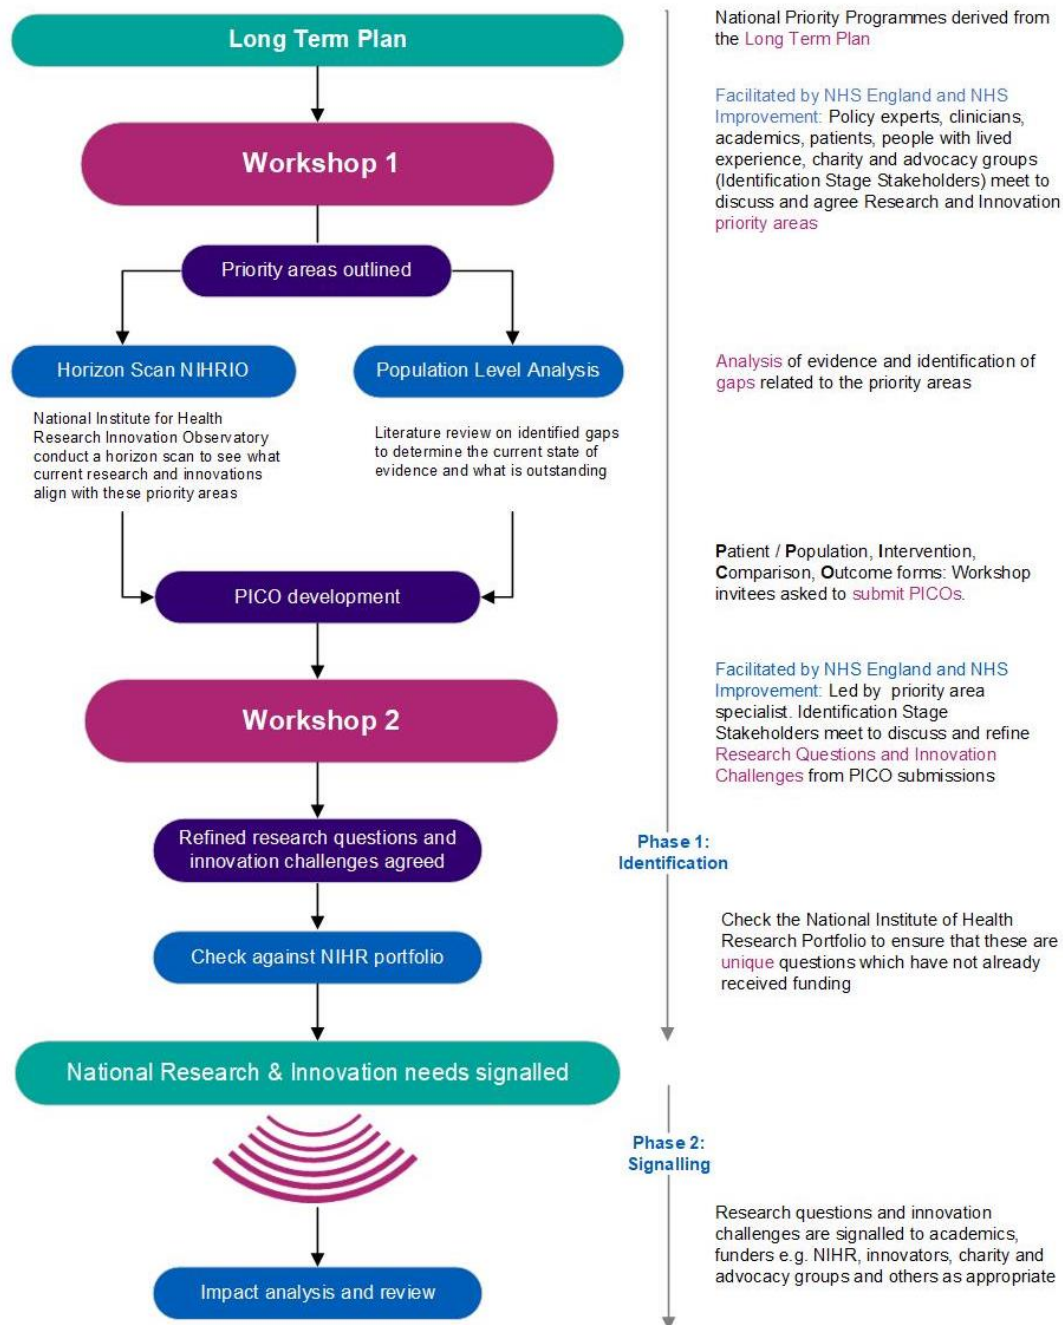 Long Term Plan
National Priority Programmes derived from
the Long Term Plan
Workshop 1
Facilitated by NHS England and NHS
Improvement: Policy experts, clinicians,
academics, patients, people with lived
experience, charity and advocacy groups
(Identification Stage Stakeholders) meet to
discuss and agree Research and Innovation
priority areas
Priority areas outlined
Horizon Scan NIHRIO
National Institute for Health
Research Innovation Observatory
conduct a horizon scan to see what
current research and innovations
align with these priority areas
Population Level Analysis
Literature review on identified gaps
to determine the current state of
evidence and what is outstanding
Analysis of evidence and identification of
gaps related to the priority areas
PICO development
Patient / Population, Intervention,
Comparison, Outcome forms: Workshop
invitees asked to submit PICOs.
Workshop 2
Facilitated by NHS England and NHS
Improvement: Led by priority area
specialist. Identification Stage
Stakeholders meet to discuss and refine
Research Questions and Innovation
Challenges from PICO submissions
Refined research questions and
innovation challenges agreed
Phase 1:
Identification
Check against NIHR portfolio
Check the National Institute of Health
Research Portfolio to ensure that these are
unique questions which have not already
received funding
National Research & Innovation needs signalled
Phase 2:
Signalling
Research questions and innovation
challenges are signalled to academics,
funders e.g. NIHR, innovators, charity and
advocacy groups and others as appropriate
Impact analysis and review